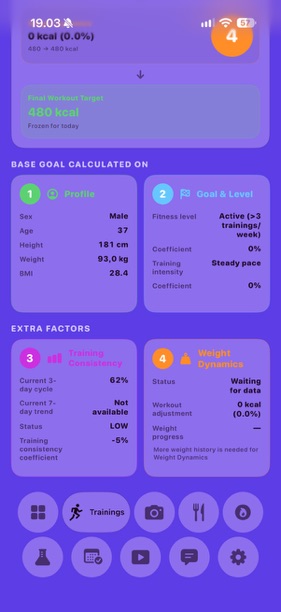 19.03
57
0 kcal (0.0%)
480 → 480 kcal
4
Final Workout Target
480 kcal
Frozen for today
BASE GOAL CALCULATED ON
1 Profile
Sex Male
Age 37
Height 181 cm
Weight 93,0 kg
BMI 28.4
2 Goal & Level
Fitness level Active (>3
trainings/
week)
Coefficient 0%
Training Steady pace
intensity
Coefficient 0%
EXTRA FACTORS
3 Training
Consistency
Current 3- 62%
day cycle
Current 7- Not
day trend available
Status LOW
Training -5%
consistency
coefficient
4 Weight
Dynamics
Status Waiting
for data
Workout 0 kcal
adjustment (0.0%)
Weight —
progress
More weight history is needed for
Weight Dynamics
Trainings